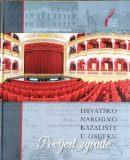 HRVATSKO
NARODNO
KAZALIŠTE
U OSIJEKU
Povijest zgrade